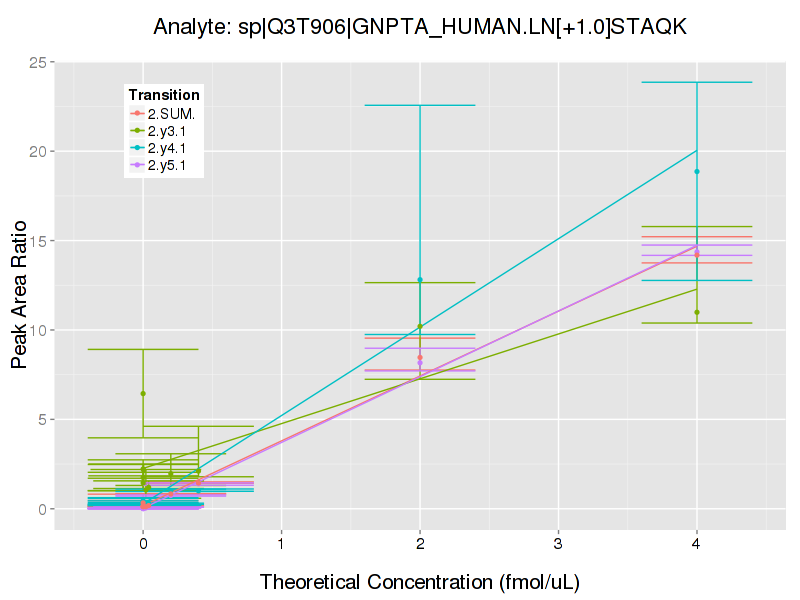 Analyte: sp|Q3T906|GNPTA_HUMAN.LN[+1.0]STAQK
Peak Area Ratio
25
20
15
10
5
0
Transition
2.SUM.
2.y3.1
2.y4.1
2.y5.1
0 1 2 3 4
Theoretical Concentration (fmol/uL)